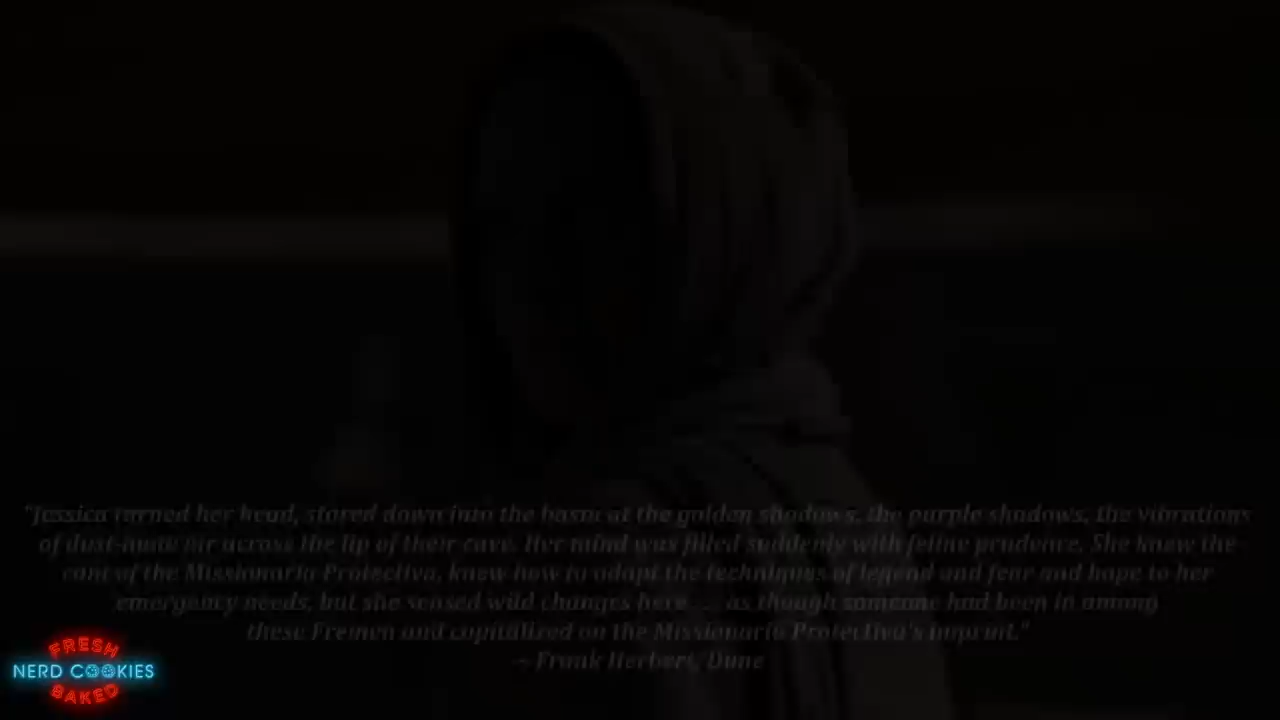 "Jessica turned her head, stared down into the basin at the golden shadows, the purple shadows, the vibrations
of dust-mote air across the lip of their cave. Her mind was filled suddenly with feline prudence. She knew the
cant of the Missionaria Protectiva, knew how to adapt the techniques of legend and fear and hope to her
emergency needs, but she sensed wild changes here . . . as though someone had been in among
these Fremen and capitalized on the Missionaria Protectiva's imprint."
~ Frank Herbert, Dune
FRESH
NERD COOKIES
BAKED